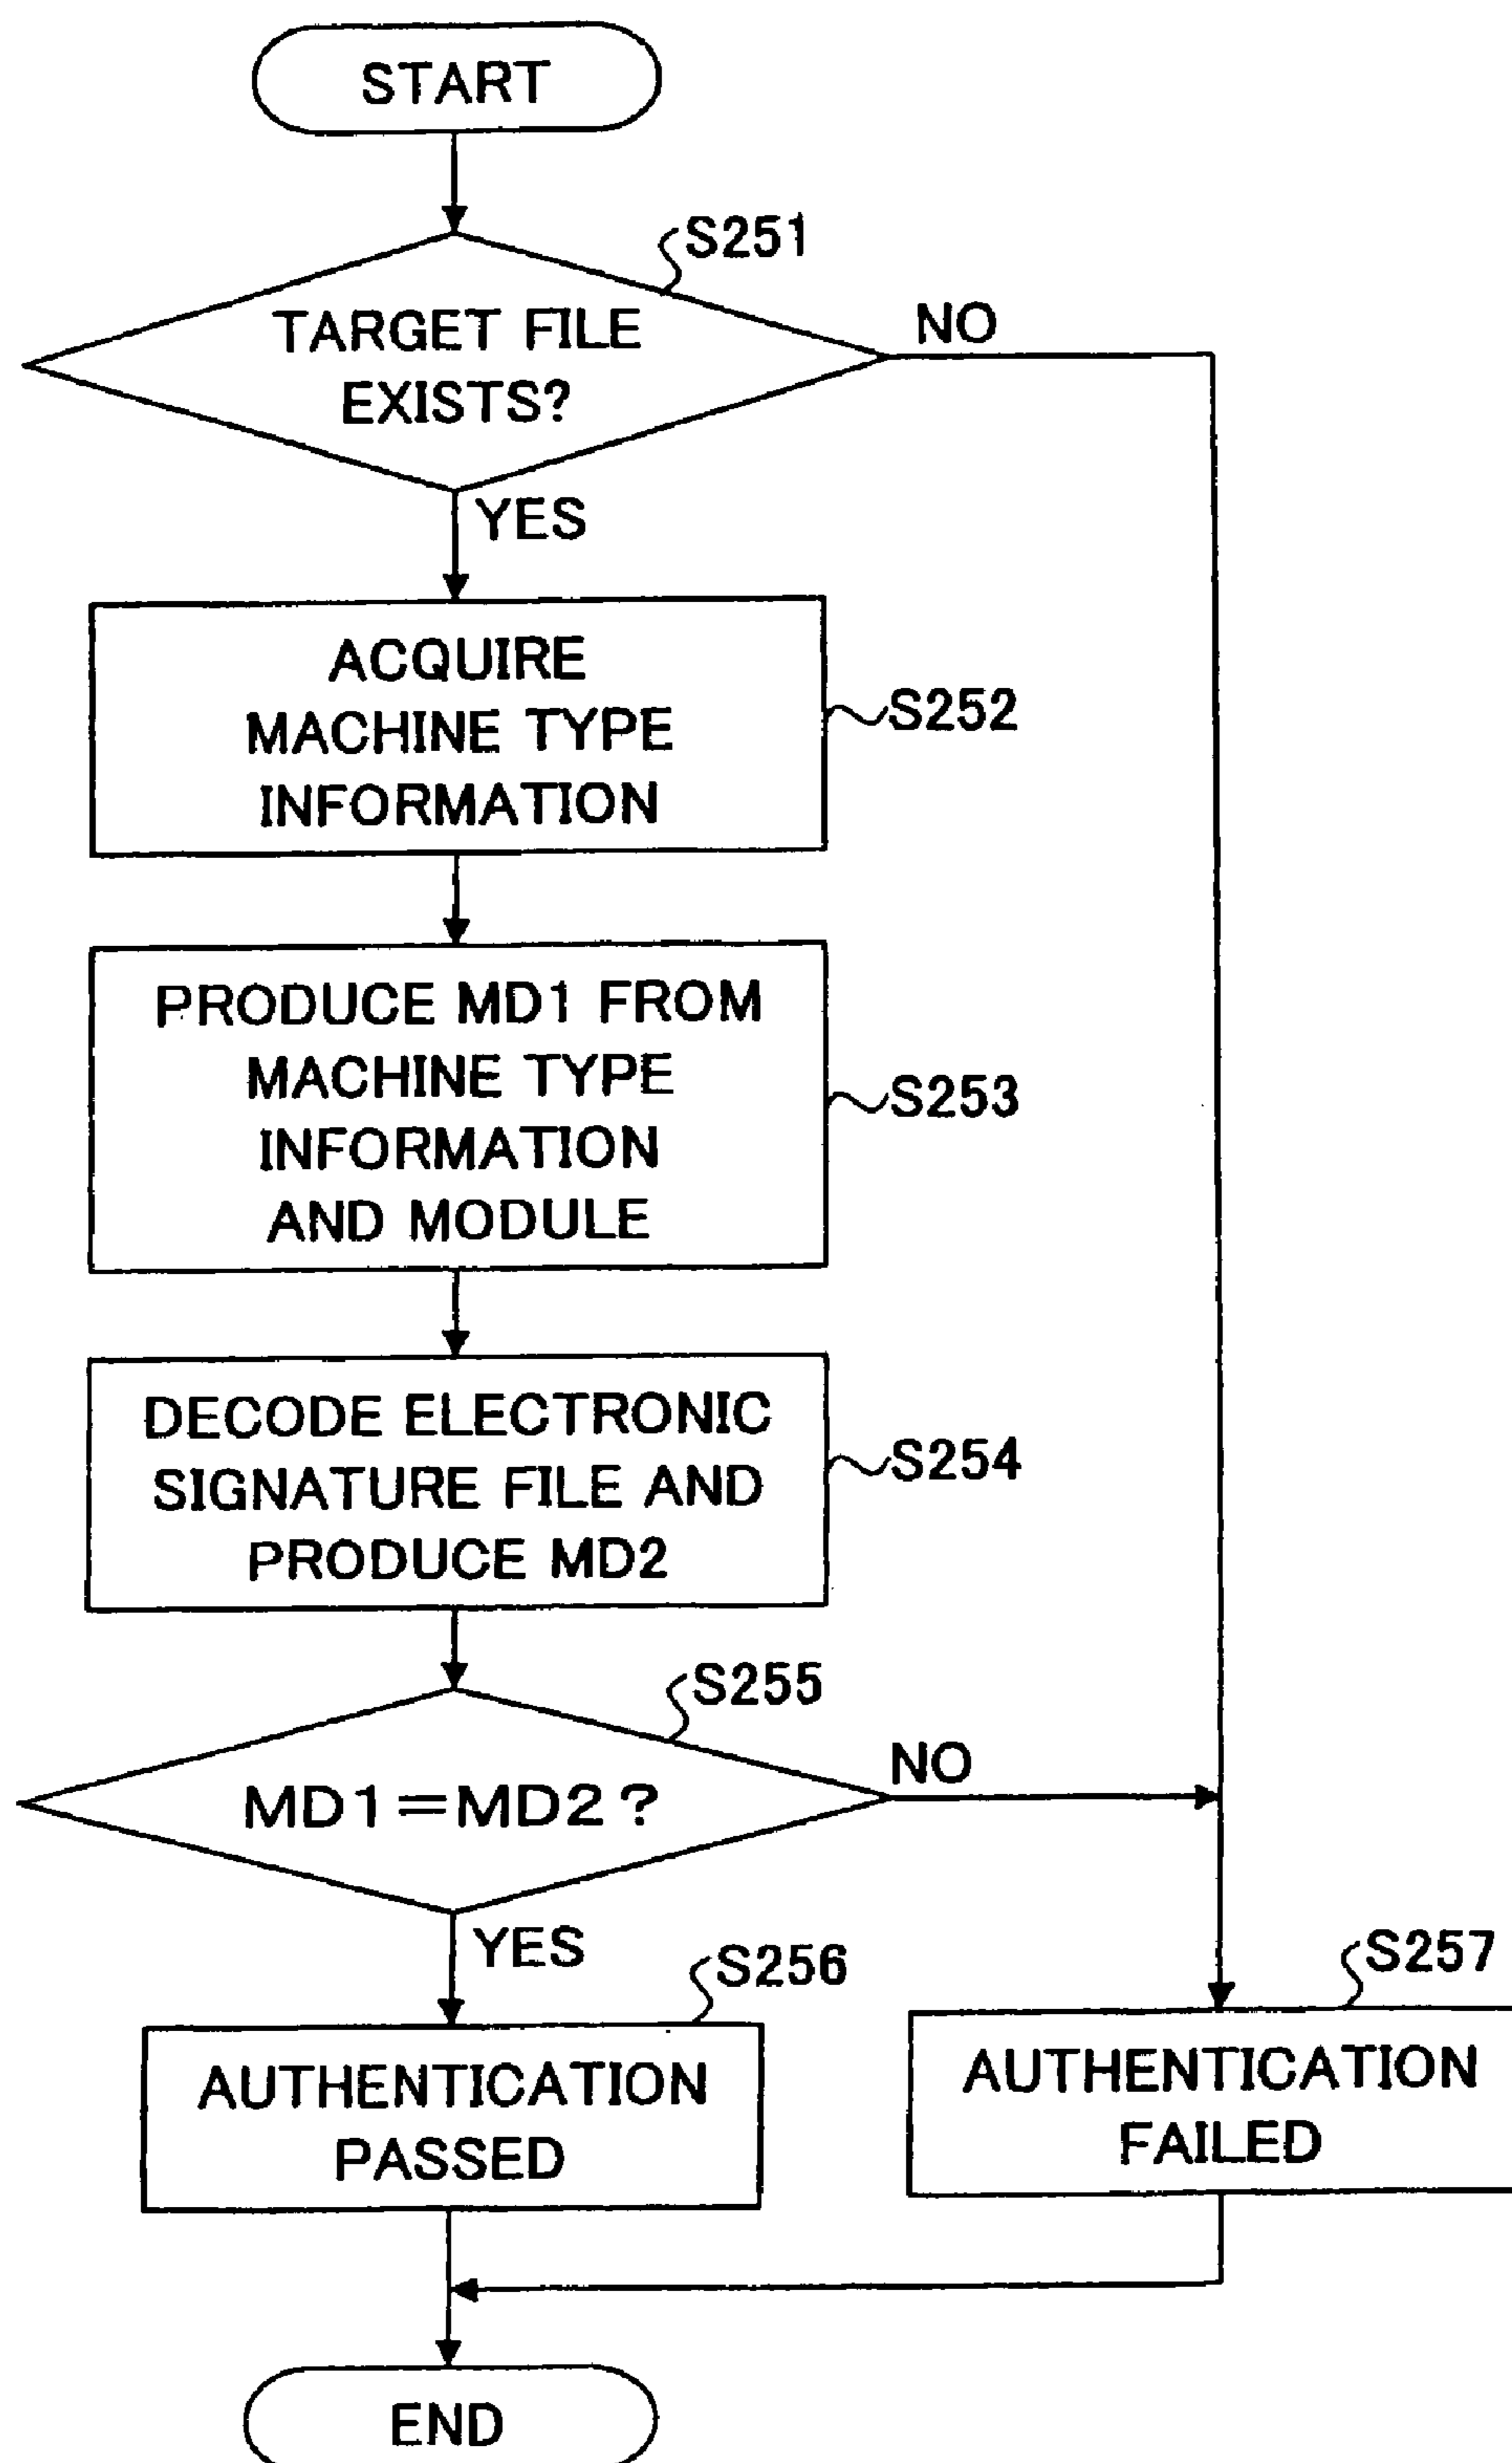 START
S251
TARGET FILE
EXISTS?
NO
YES
ACQUIRE
MACHINE TYPE
INFORMATION
S252
PRODUCE MD1 FROM
MACHINE TYPE
INFORMATION
AND MODULE
S253
DECODE ELECTRONIC
SIGNATURE FILE AND
PRODUCE MD2
S254
S255
MD1=MD2?
NO
YES
S256
AUTHENTICATION
PASSED
S257
AUTHENTICATION
FAILED
END